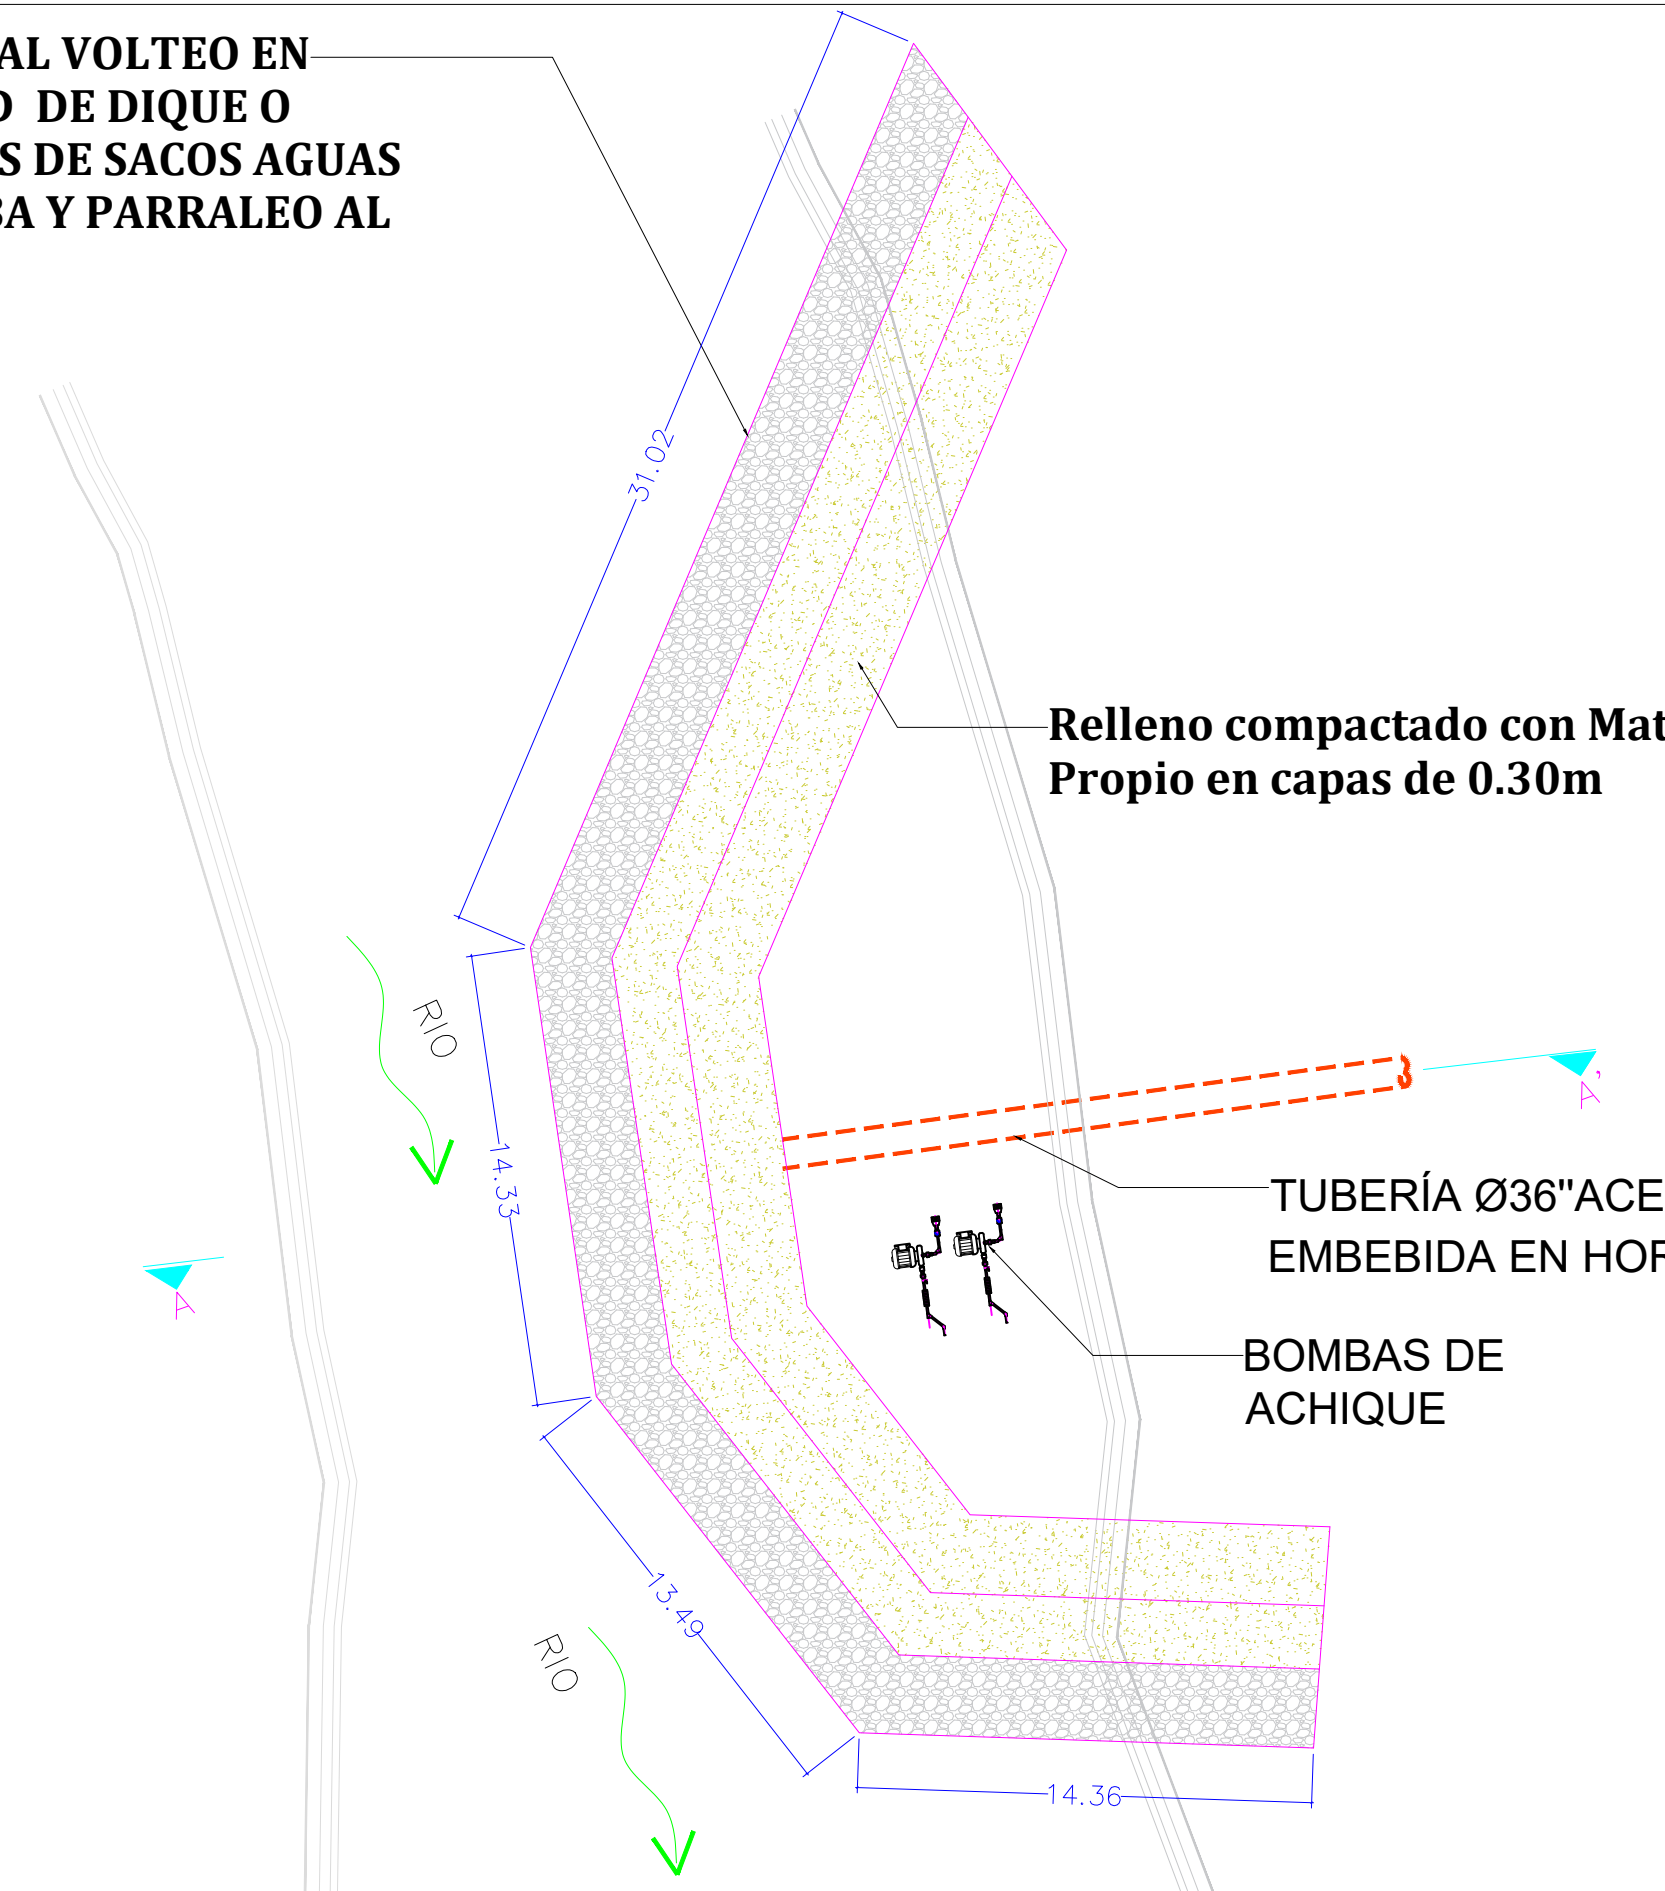 AL VOLTEO EN
DE DIQUE O
S DE SACOS AGUAS
BA Y PARRALEO AL
31.02
Relleno compactado con Mat
Propio en capas de 0.30m
RIO
14.33
A'
TUBERÍA Ø36"ACE
EMBEBIDA EN HOR
A
BOMBAS DE
ACHIQUE
13.49
RIO
14.36